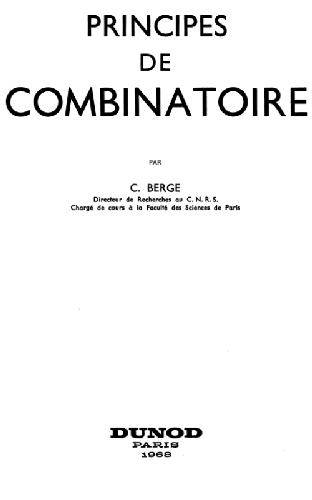 PRINCIPES
DE
COMBINATOIRE
PAR
C. BERGE
Directeur de Recherches au C. N. R. S.
Chargé de cours à la Faculté des Sciences de Paris
DUNOD
PARIS
1968